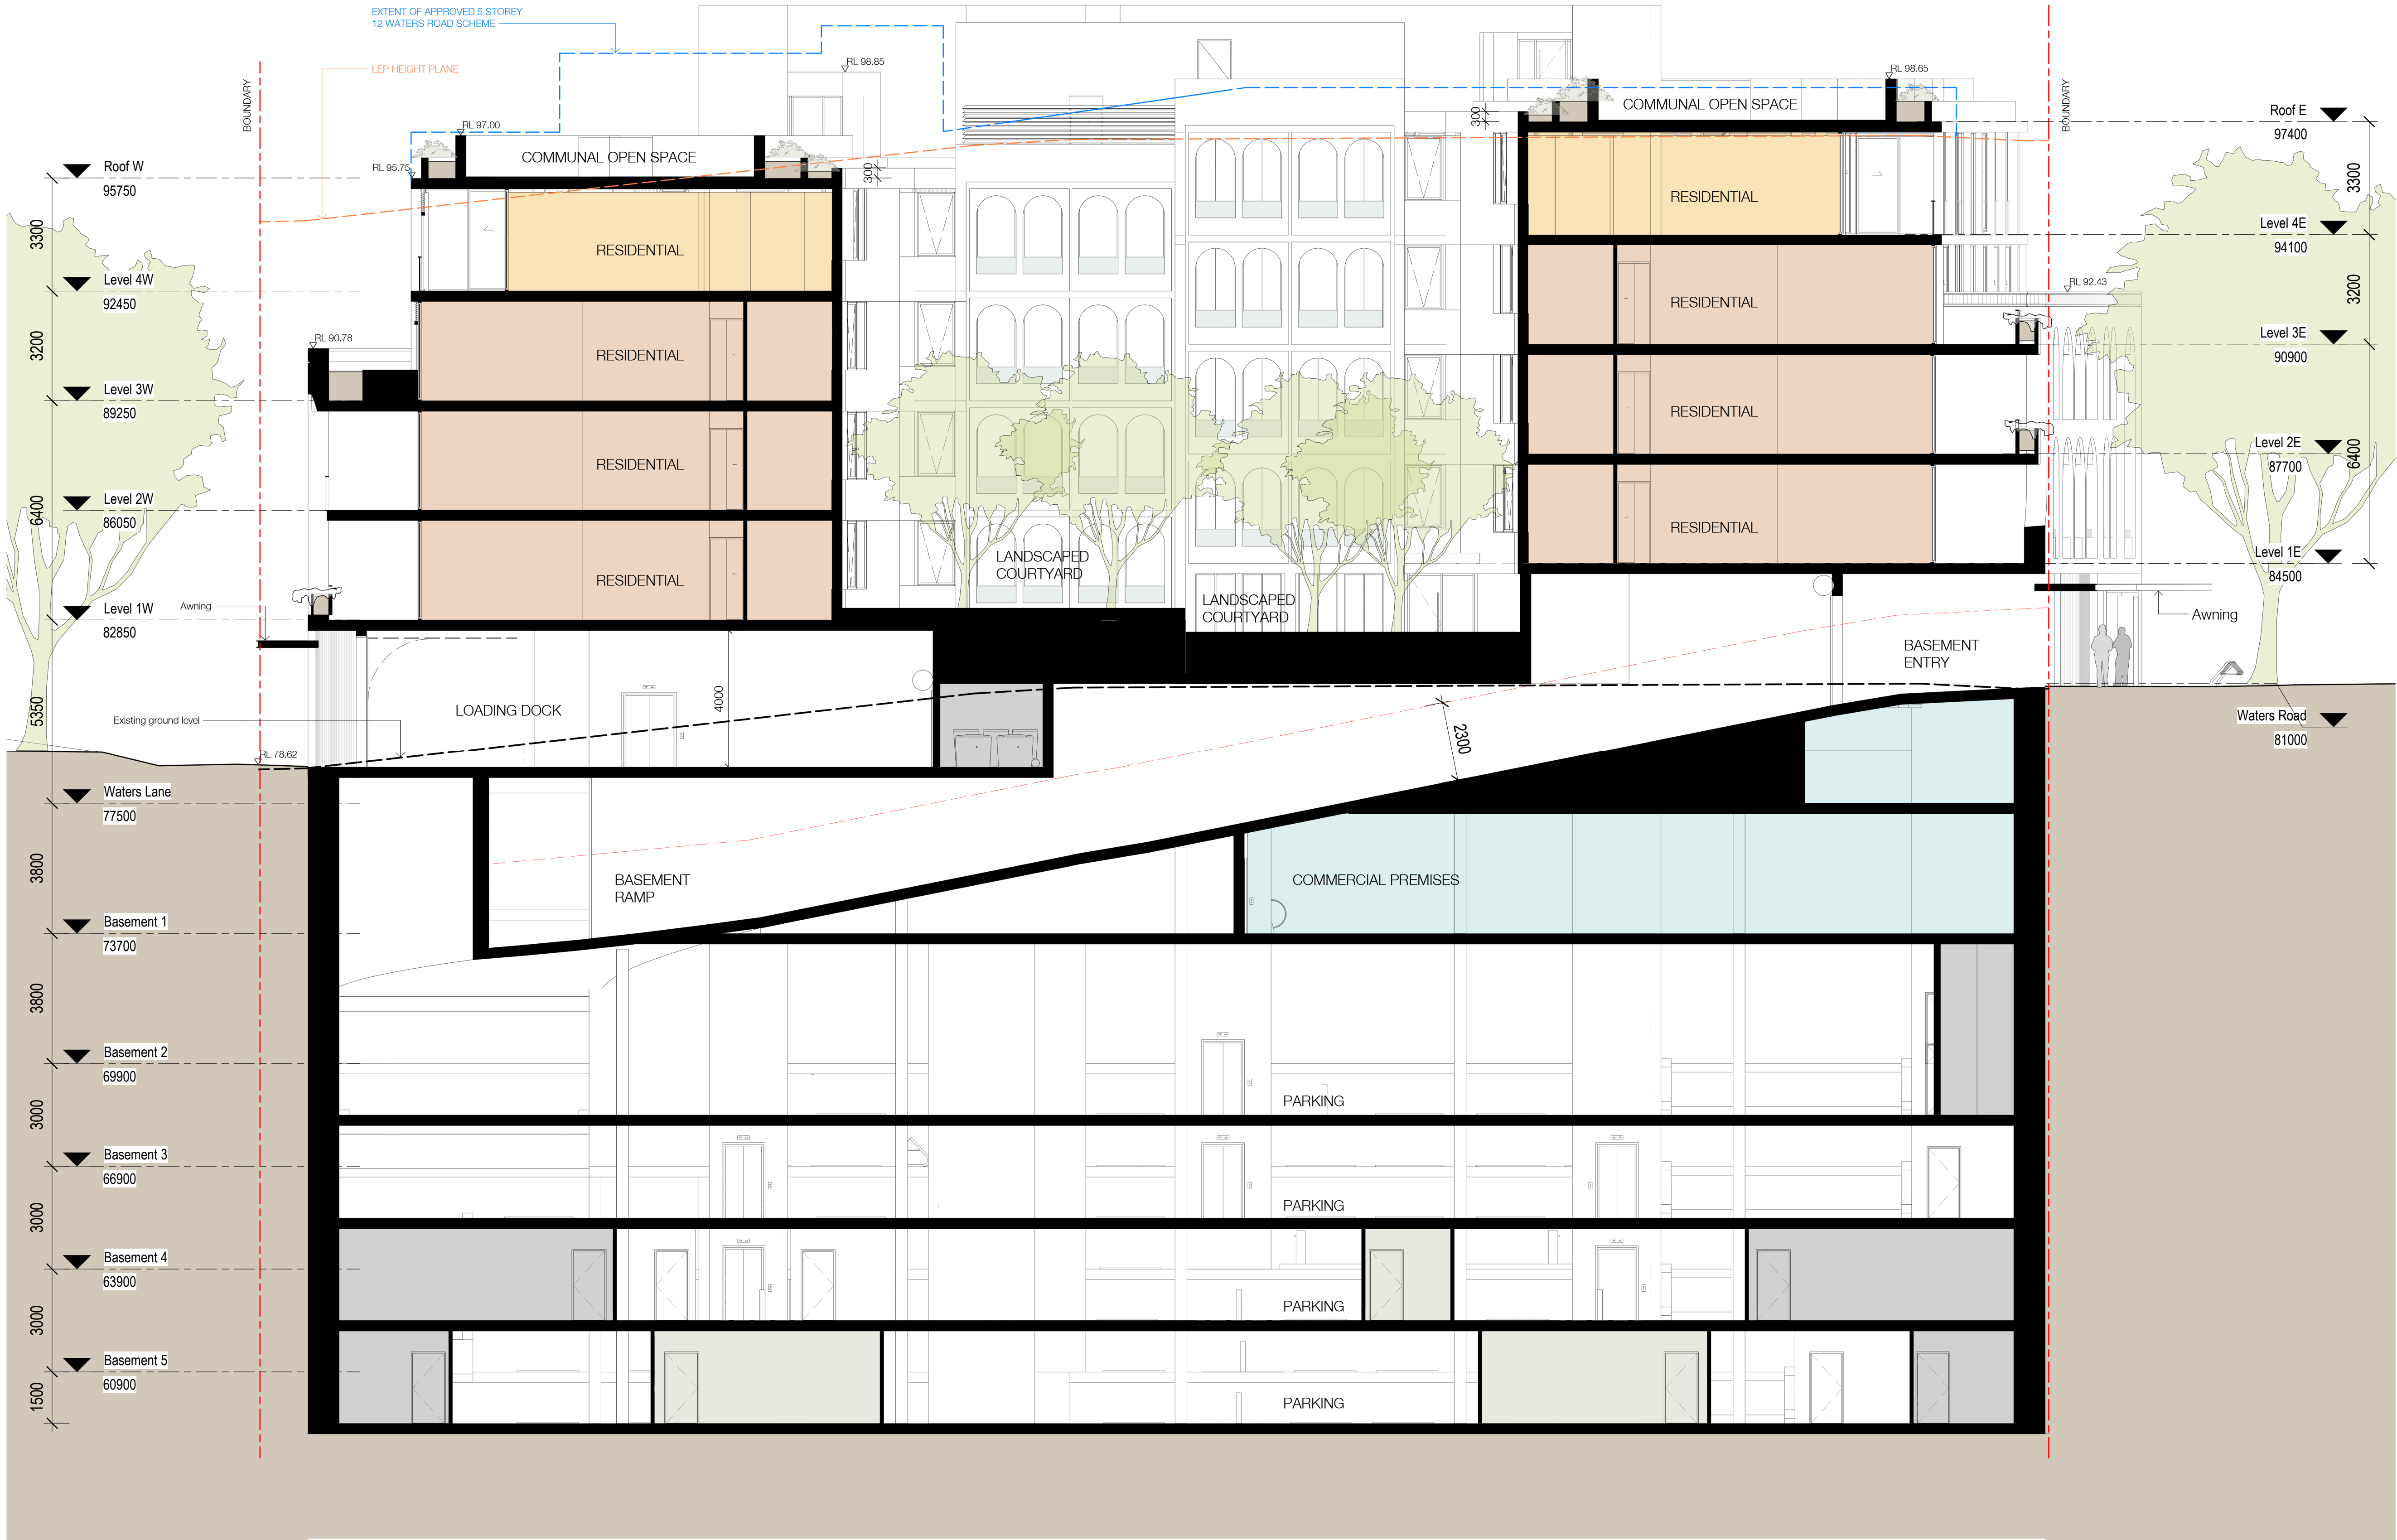 EXTENT OF APPROVED 5 STOREY
12 WATERS ROAD SCHEME
LEP HEIGHT PLANE
BOUNDARY
RL 98.85
RL 98.65
BOUNDARY
COMMUNAL OPEN SPACE
300
Roof E
97400
RL 97.00
COMMUNAL OPEN SPACE
RL 95.75
300
Roof W
95750
3300
3300
RESIDENTIAL
RESIDENTIAL
Level 4E
94100
Level 4W
92450
3200
3200
RL 92.43
RESIDENTIAL
RESIDENTIAL
RL 90.78
Level 3E
90900
Level 3W
89250
RESIDENTIAL
RESIDENTIAL
Level 2E
87700
6400
6400
Level 2W
86050
RESIDENTIAL
RESIDENTIAL
LANDSCAPED
COURTYARD
LANDSCAPED
COURTYARD
Level 1E
84500
Awning
Level 1W
82850
Awning
BASEMENT
ENTRY
5350
LOADING DOCK
4000
Existing ground level
2300
Waters Road
81000
RL 78.62
Waters Lane
77500
3800
BASEMENT
RAMP
COMMERCIAL PREMISES
Basement 1
73700
3800
Basement 2
69900
3000
PARKING
Basement 3
66900
3000
PARKING
Basement 4
63900
3000
PARKING
Basement 5
60900
1500
PARKING